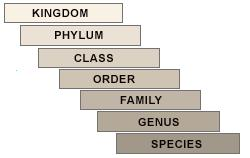 KINGDOM
PHYLUM
CLASS
ORDER
FAMILY
GENUS
SPECIES